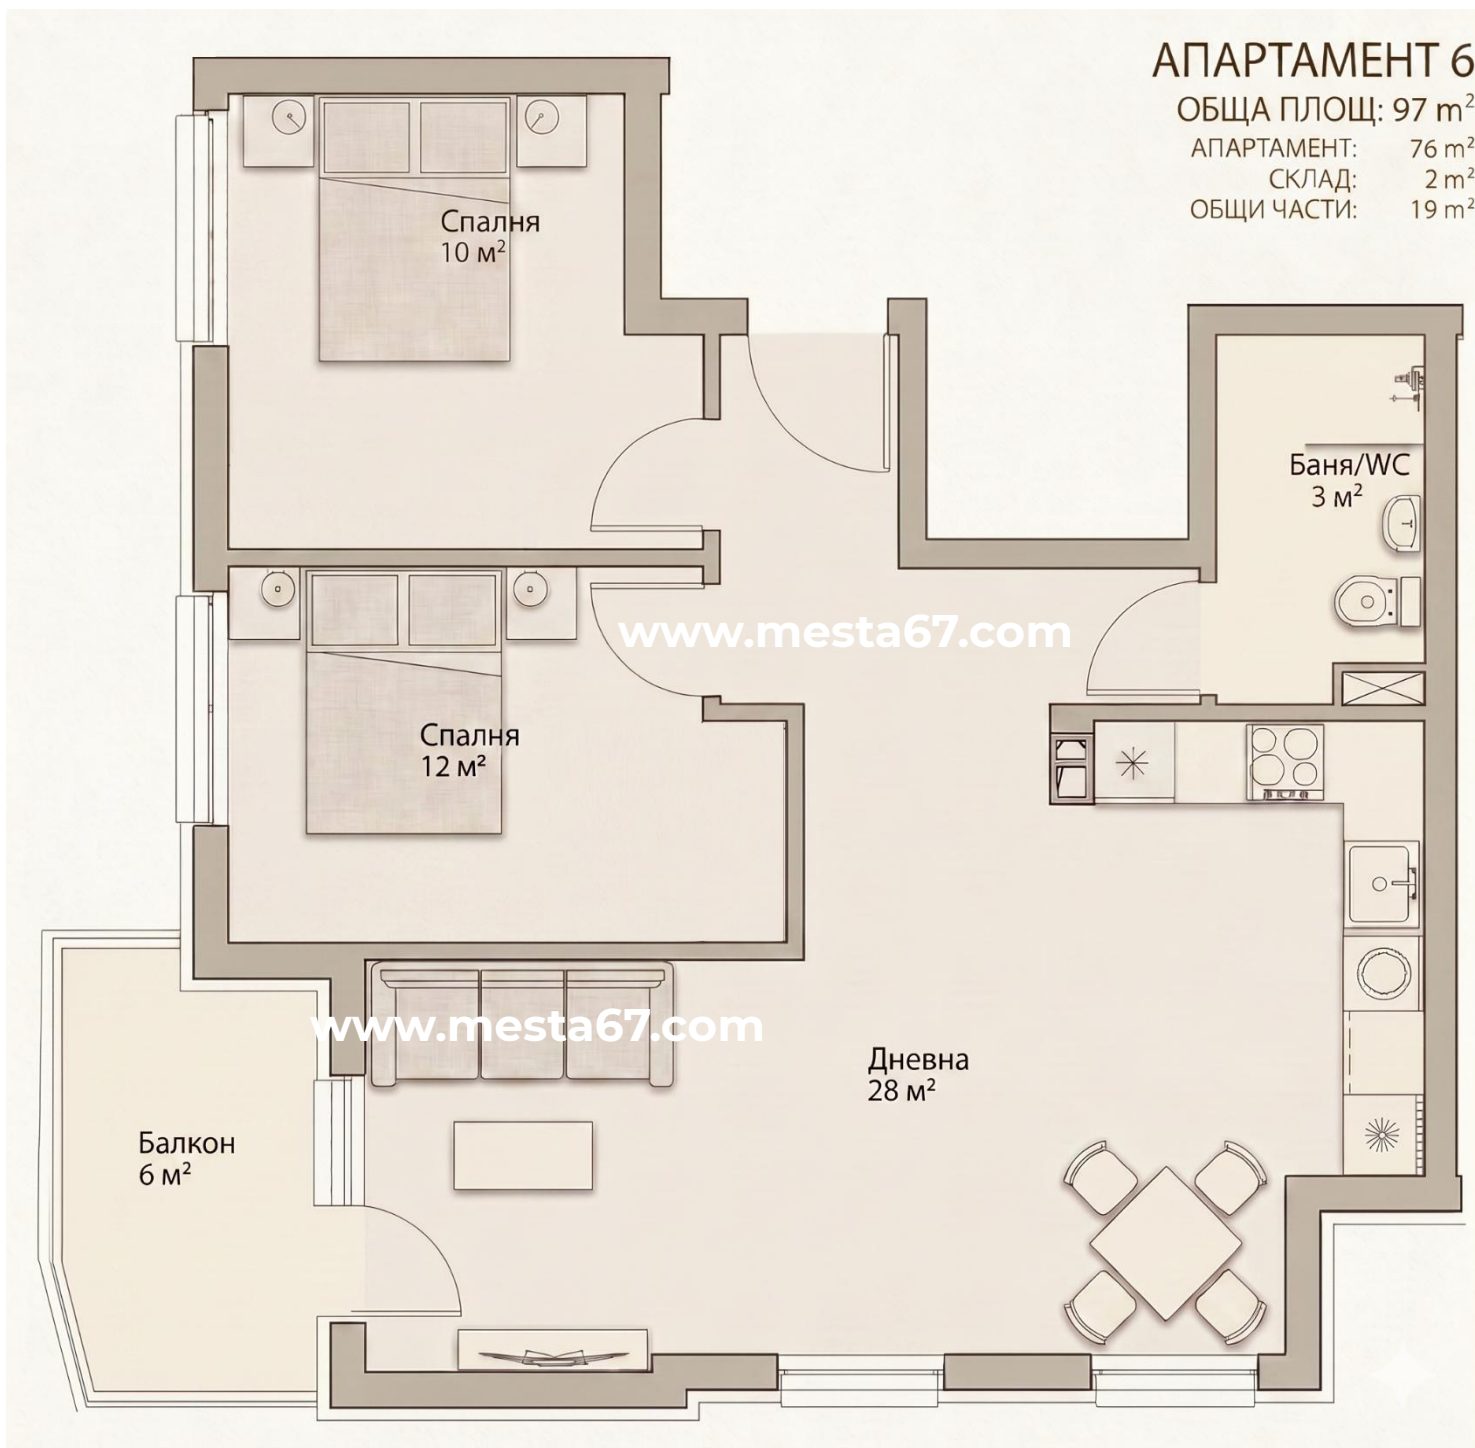 АПАРТАМЕНТ 6
ОБЩА ПЛОЩ: 97 m²
АПАРТАМЕНТ: 76 m²
СКЛАД: 2 m²
ОБЩИ ЧАСТИ: 19 m²
Спалня
10 м²
Баня/WC
3 м²
www.mesta67.com
Спалня
12 м²
www.mesta67.com
Дневна
28 м²
Балкон
6 м²